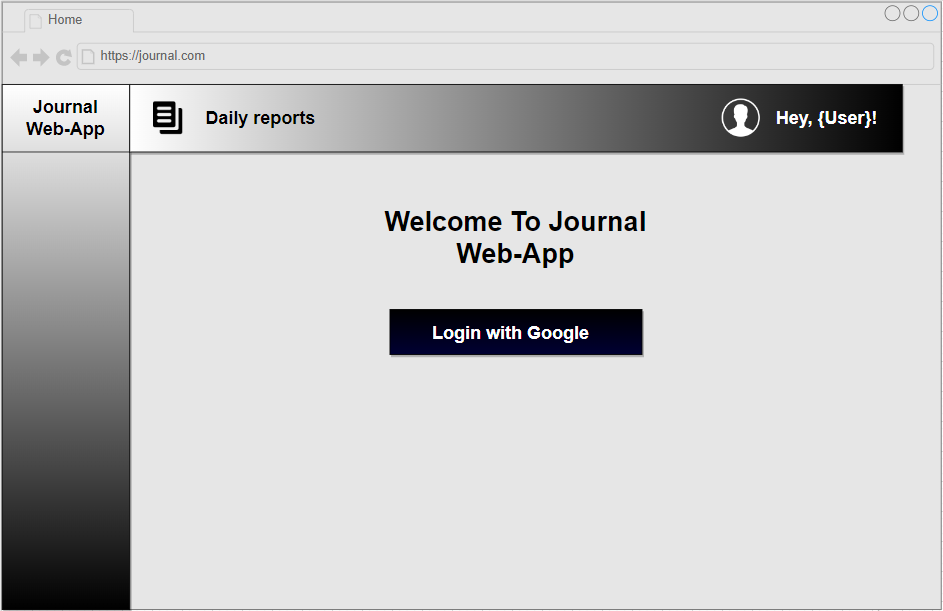 Home
https://journal.com
Journal
Web-App
Daily reports
Hey, {User}!
Welcome To Journal
Web-App
Login with Google